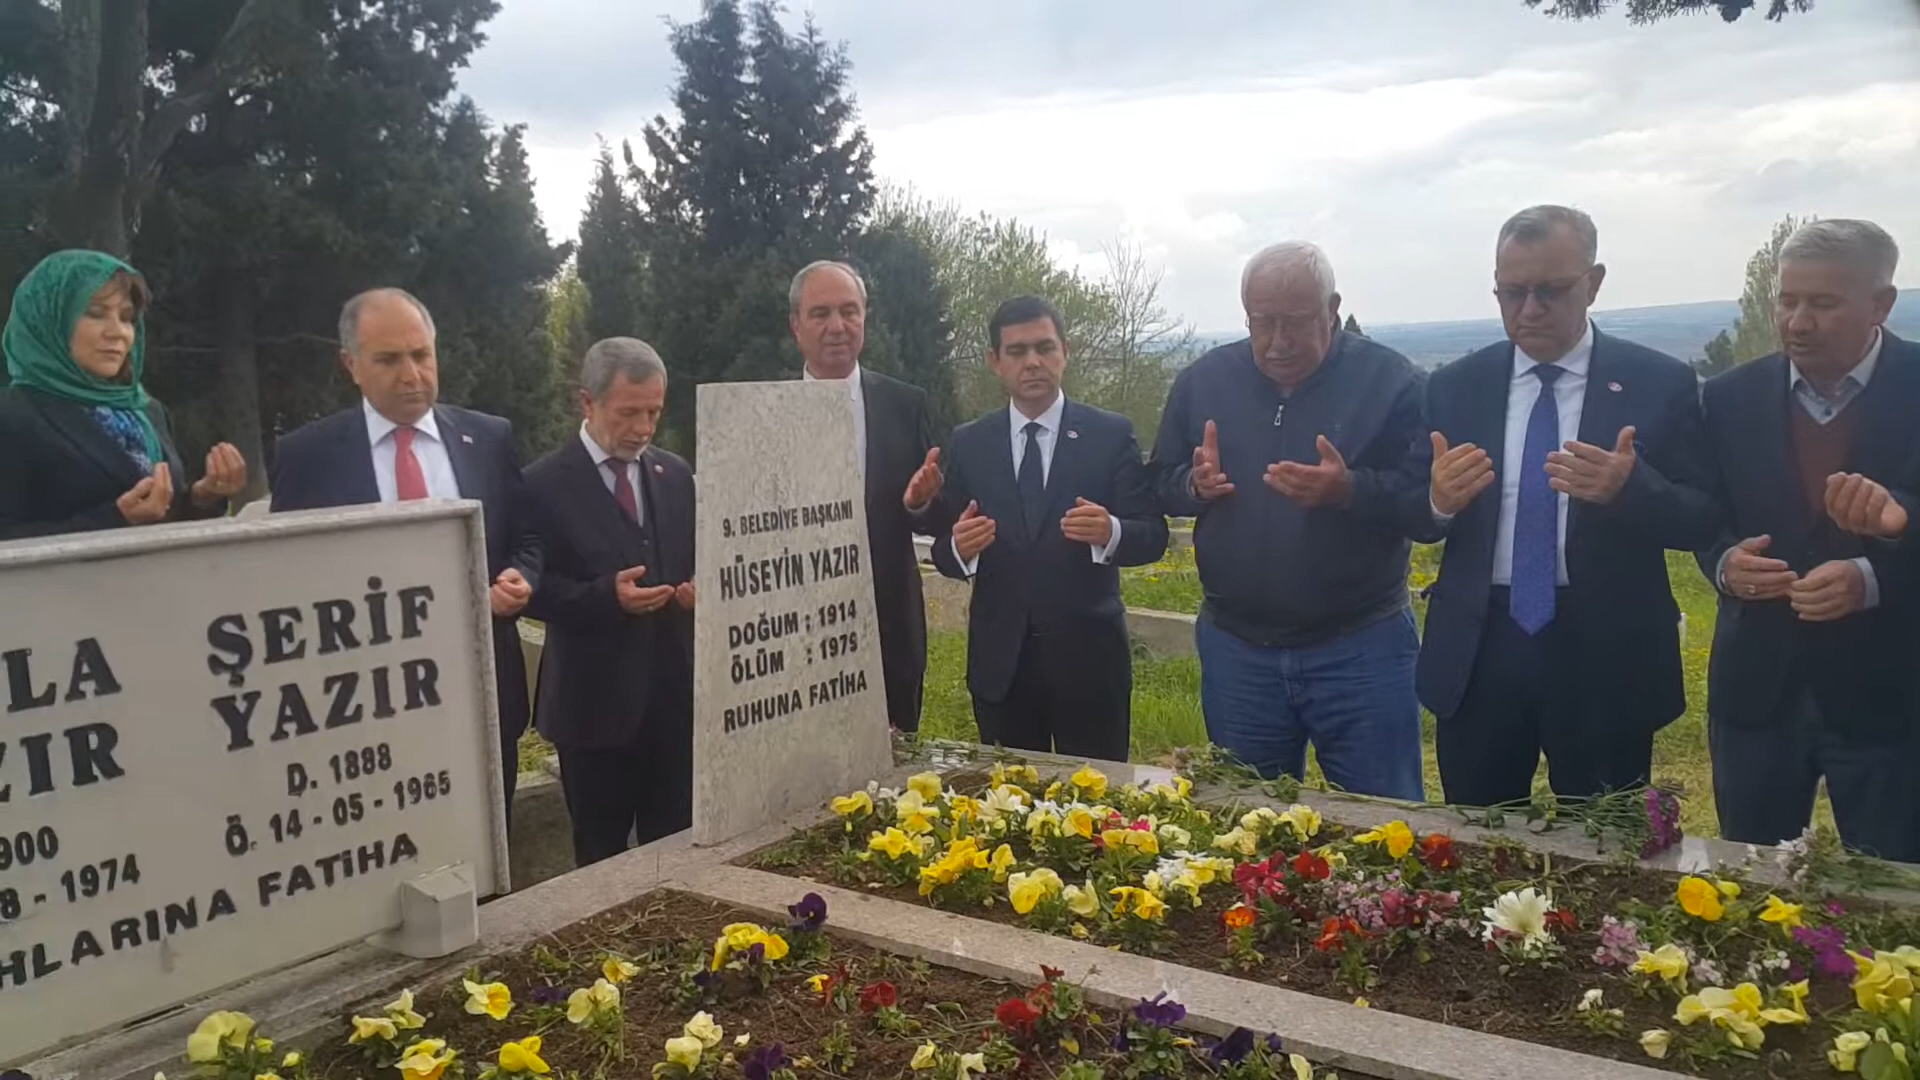 LA
ZIR
900
8 - 1974
HLARINA FATİHA
ŞERİF
YAZIR
D. 1888
Ö. 14 - 05 - 1965
9. BELEDİYE BAŞKANI
HÜSEYİN YAZIR
DOĞUM : 1914
ÖLÜM : 1979
RUHUNA FATİHA